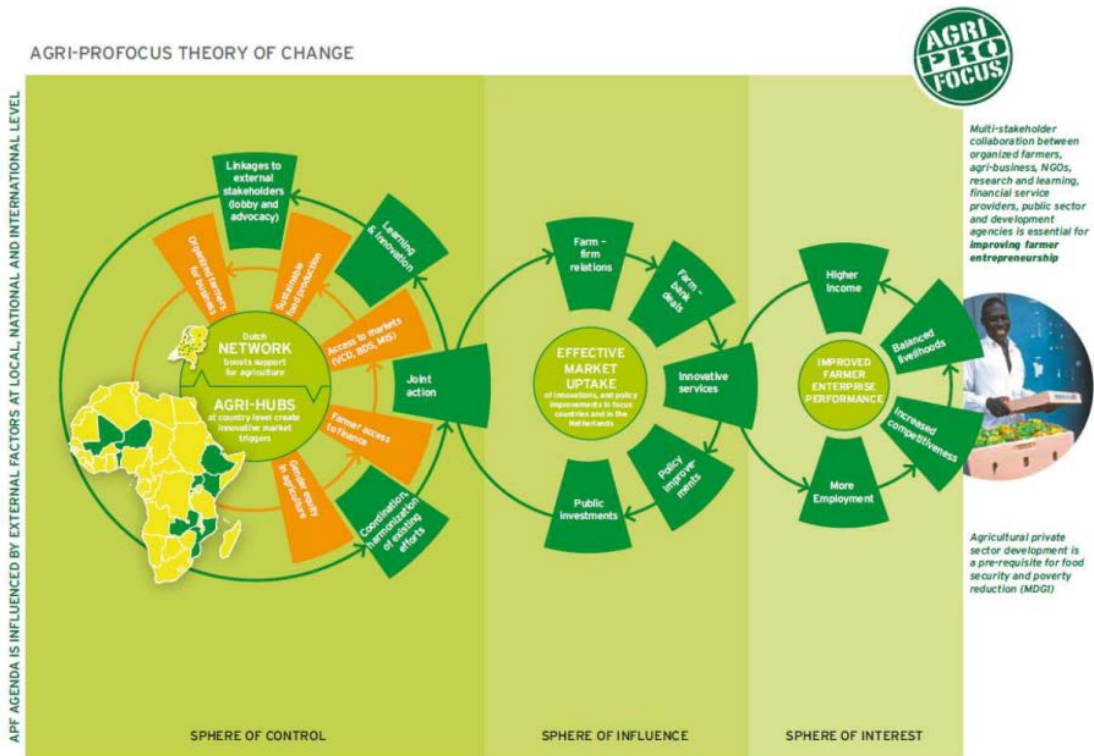 AGRI-PROFOCUS THEORY OF CHANGE
AGRI
PRO
FOCUS
APF AGENDA IS INFLUENCED BY EXTERNAL FACTORS AT LOCAL, NATIONAL AND INTERNATIONAL LEVEL
Linkages to
external
stakeholders
(lobby and
advocacy)
Learning
& Innovation
Organized farmers
for business
Sustainable
food production
Access to markets
(VCD, BDS, MIS)
Joint
action
Farmer access
to finance
Gender equity
in agriculture
Coordination,
harmonization
of existing
efforts
Dutch
NETWORK
boosts support
for agriculture
AGRI-HUBS
at country level create
innovative market
triggers
Farm –
firm
relations
Farm –
bank
deals
Innovative
services
Policy
improve-
ments
Public
investments
EFFECTIVE
MARKET
UPTAKE
of innovations, and policy
improvements in focus
countries and in the
Netherlands
Higher
Income
Balanced
livelihoods
Increased
competitiveness
More
Employment
IMPROVED
FARMER
ENTERPRISE
PERFORMANCE
Multi-stakeholder
collaboration between
organized farmers,
agri-business, NGOs,
research and learning,
financial service
providers, public sector
and development
agencies is essential for
improving farmer
entrepreneurship
Agricultural private
sector development is
a pre-requisite for food
security and poverty
reduction (MDGI)
SPHERE OF CONTROL
SPHERE OF INFLUENCE
SPHERE OF INTEREST